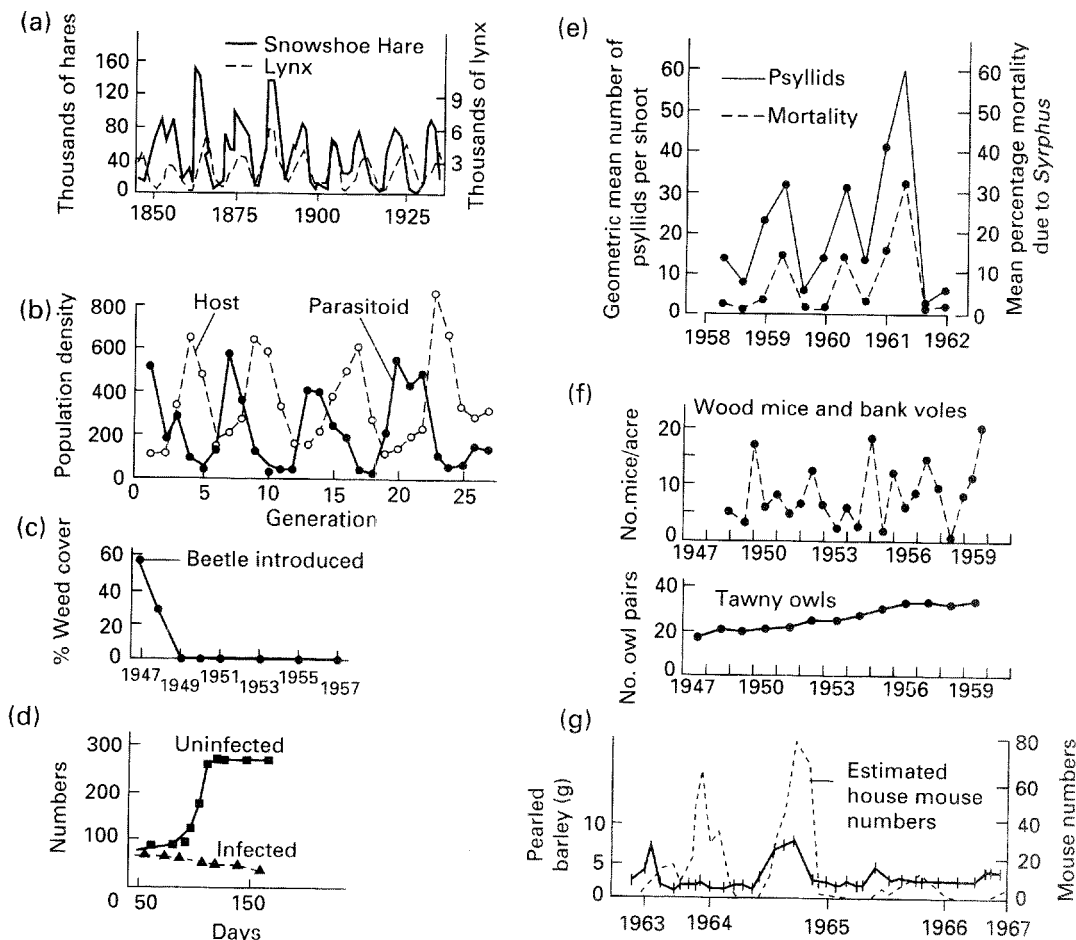 (a)
Thousands of hares
160
120
80
40
0
Snowshoe Hare
Lynx
Thousands of lynx
9
6
3
1850
1875
1900
1925
(b)
Population density
800
600
400
200
0
Host
Parasitoid
0
5
10
15
20
25
Generation
(c)
% Weed cover
60
40
20
0
Beetle introduced
1947
1949
1951
1953
1955
1957
(d)
Numbers
300
200
100
0
Uninfected
Infected
50
150
Days
(e)
Geometric mean number of
psyllids per shoot
60
50
40
30
20
10
0
Psyllids
Mortality
Mean percentage mortality
due to Syrphus
60
50
40
30
20
10
0
1958
1959
1960
1961
1962
(f)
Wood mice and bank voles
No.mice/acre
20
10
0
1947
1950
1953
1956
1959
Tawny owls
No. owl pairs
40
20
0
1947
1950
1953
1956
1959
(g)
Pearled
barley (g)
10
5
0
Estimated
house mouse
numbers
Mouse numbers
80
60
40
20
0
1963
1964
1965
1966
1967